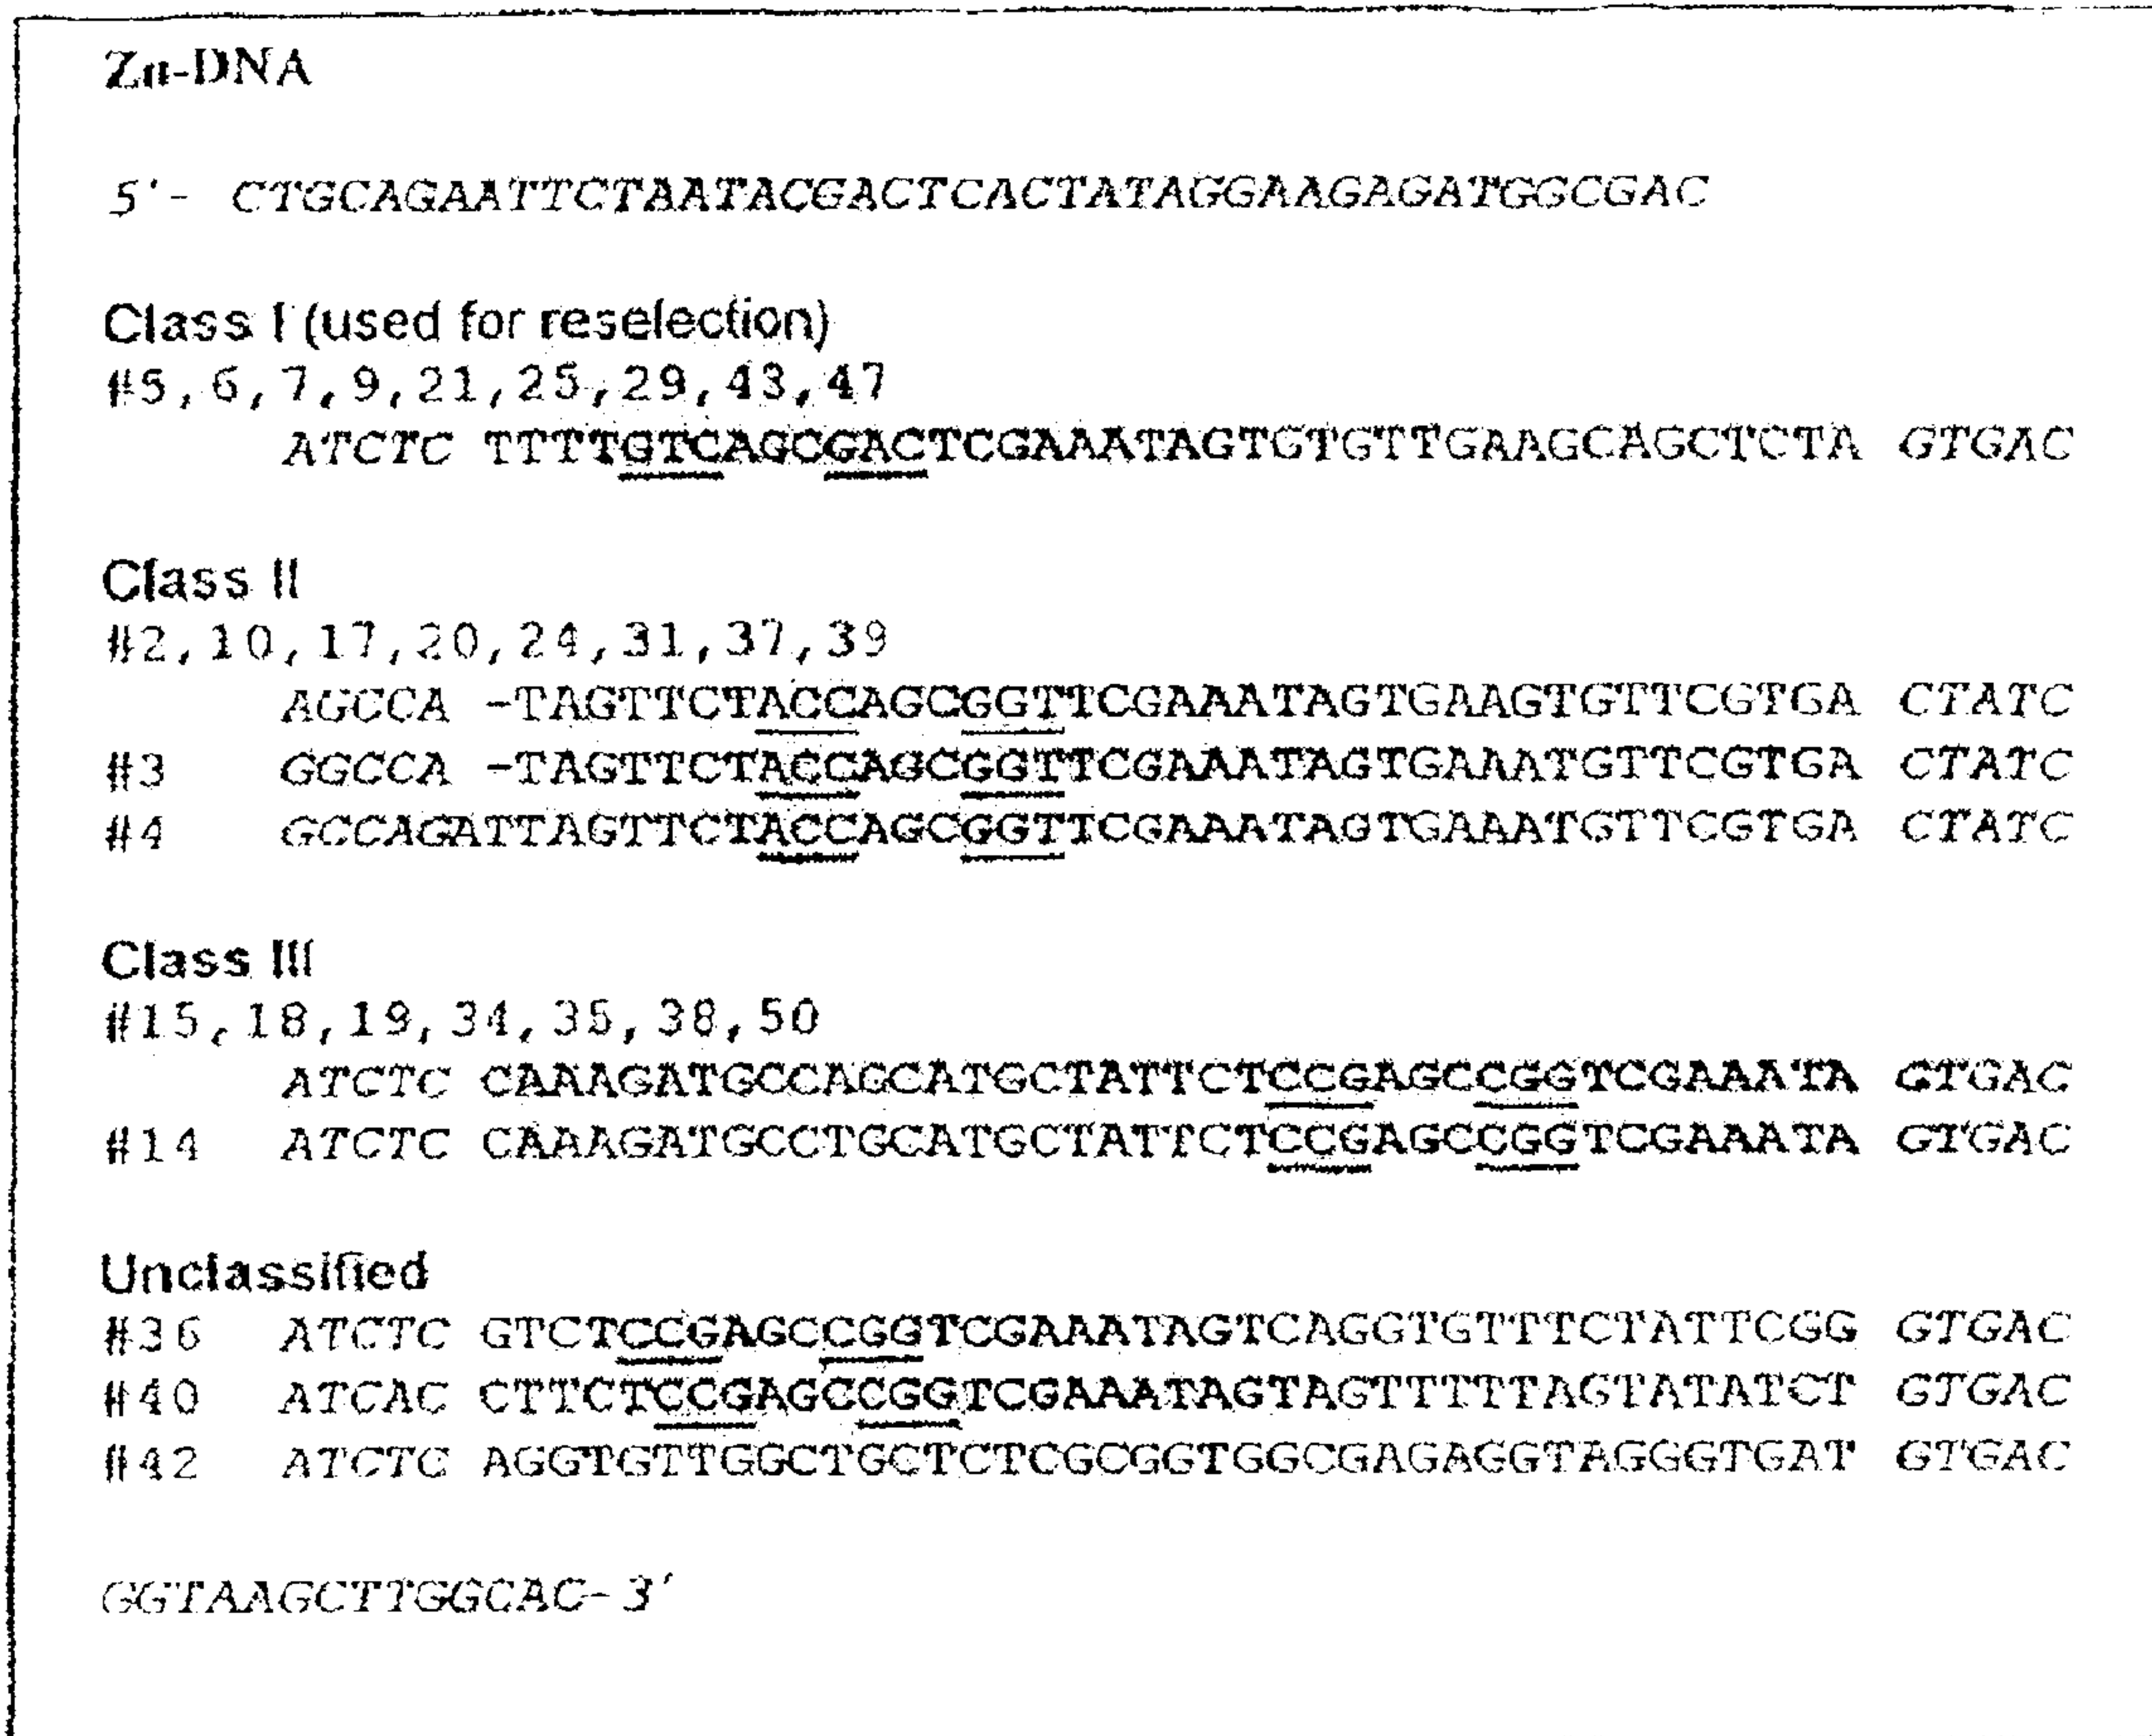 Zn-DNA
5'- CTGCAGAATTCTAATACGACTCACTATAGGAAGAGATGGCGAC
Class I (used for reselection)
#5,6,7,9,21,25,29,43,47
ATCTC TTTTGTCAGCGACTCGAAATAGTGTGTTGAAGCAGCTCTA GTGAC
Class II
#2,10,17,20,24,31,37,39
AGCCA -TAGTTCTACCAGCGGTTCGAAATAGTGAAGTGTTCGTGA CTATC
#3 GGCCA -TAGTTCTACCAGCGGTTCGAAATAGTGAAATGTTCGTGA CTATC
#4 GCCAGATTAGTTCTACCAGCGGTTCGAAATAGTGAAATGTTCGTGA CTATC
Class III
#15,18,19,34,35,38,50
ATCTC CAAAGATGCCAGCATGCTATTCTCCGAGCCGGTCGAAATA GTGAC
#14 ATCTC CAAAGATGCCTGCATGCTATTCTCCGAGCCGGTCGAAATA GTGAC
Unclassified
#36 ATCTC GTCTCCGAGCCGGTCGAAATAGTCAGGTGTTTCTATTCGG GTGAC
#40 ATCAC CTTCTCCGAGCCGGTCGAAATAGTAGTTTTTAGTATATCT GTGAC
#42 ATCTC AGGTGTTGGCTGCTCTCGCGGTGGCGAGAGGTAGGGTGAT GTGAC
GGTAAGCTTGGCAC-3'